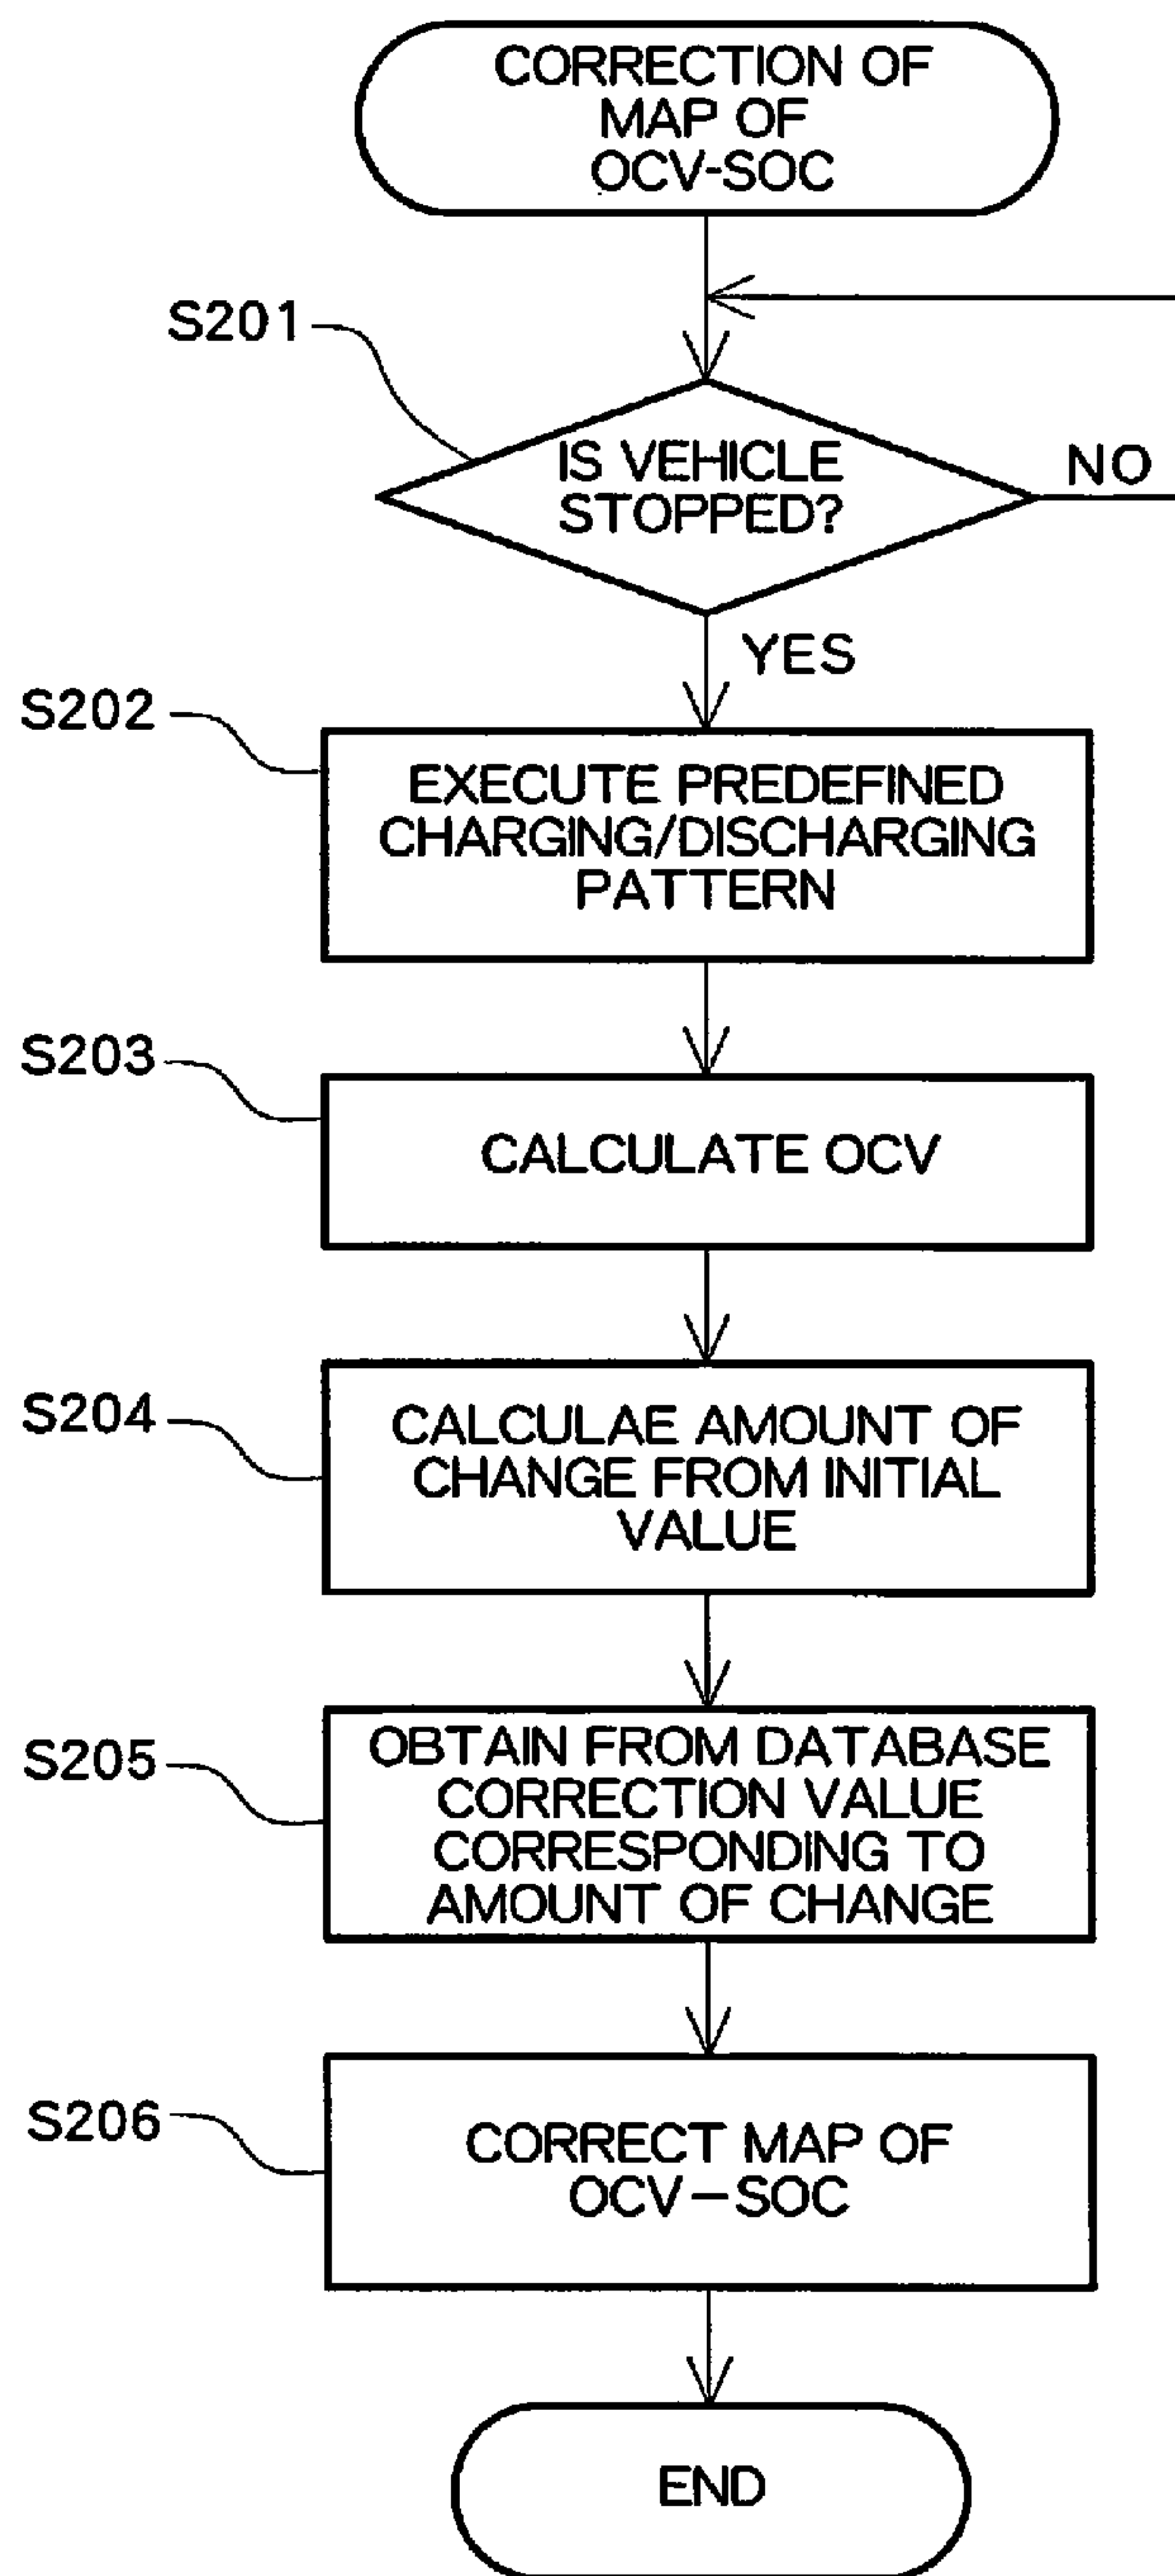 CORRECTION OF
MAP OF
OCV-SOC
S201
IS VEHICLE
STOPPED?
NO
YES
S202
EXECUTE PREDEFINED
CHARGING/DISCHARGING
PATTERN
S203
CALCULATE OCV
S204
CALCULAE AMOUNT OF
CHANGE FROM INITIAL
VALUE
S205
OBTAIN FROM DATABASE
CORRECTION VALUE
CORRESPONDING TO
AMOUNT OF CHANGE
S206
CORRECT MAP OF
OCV-SOC
END